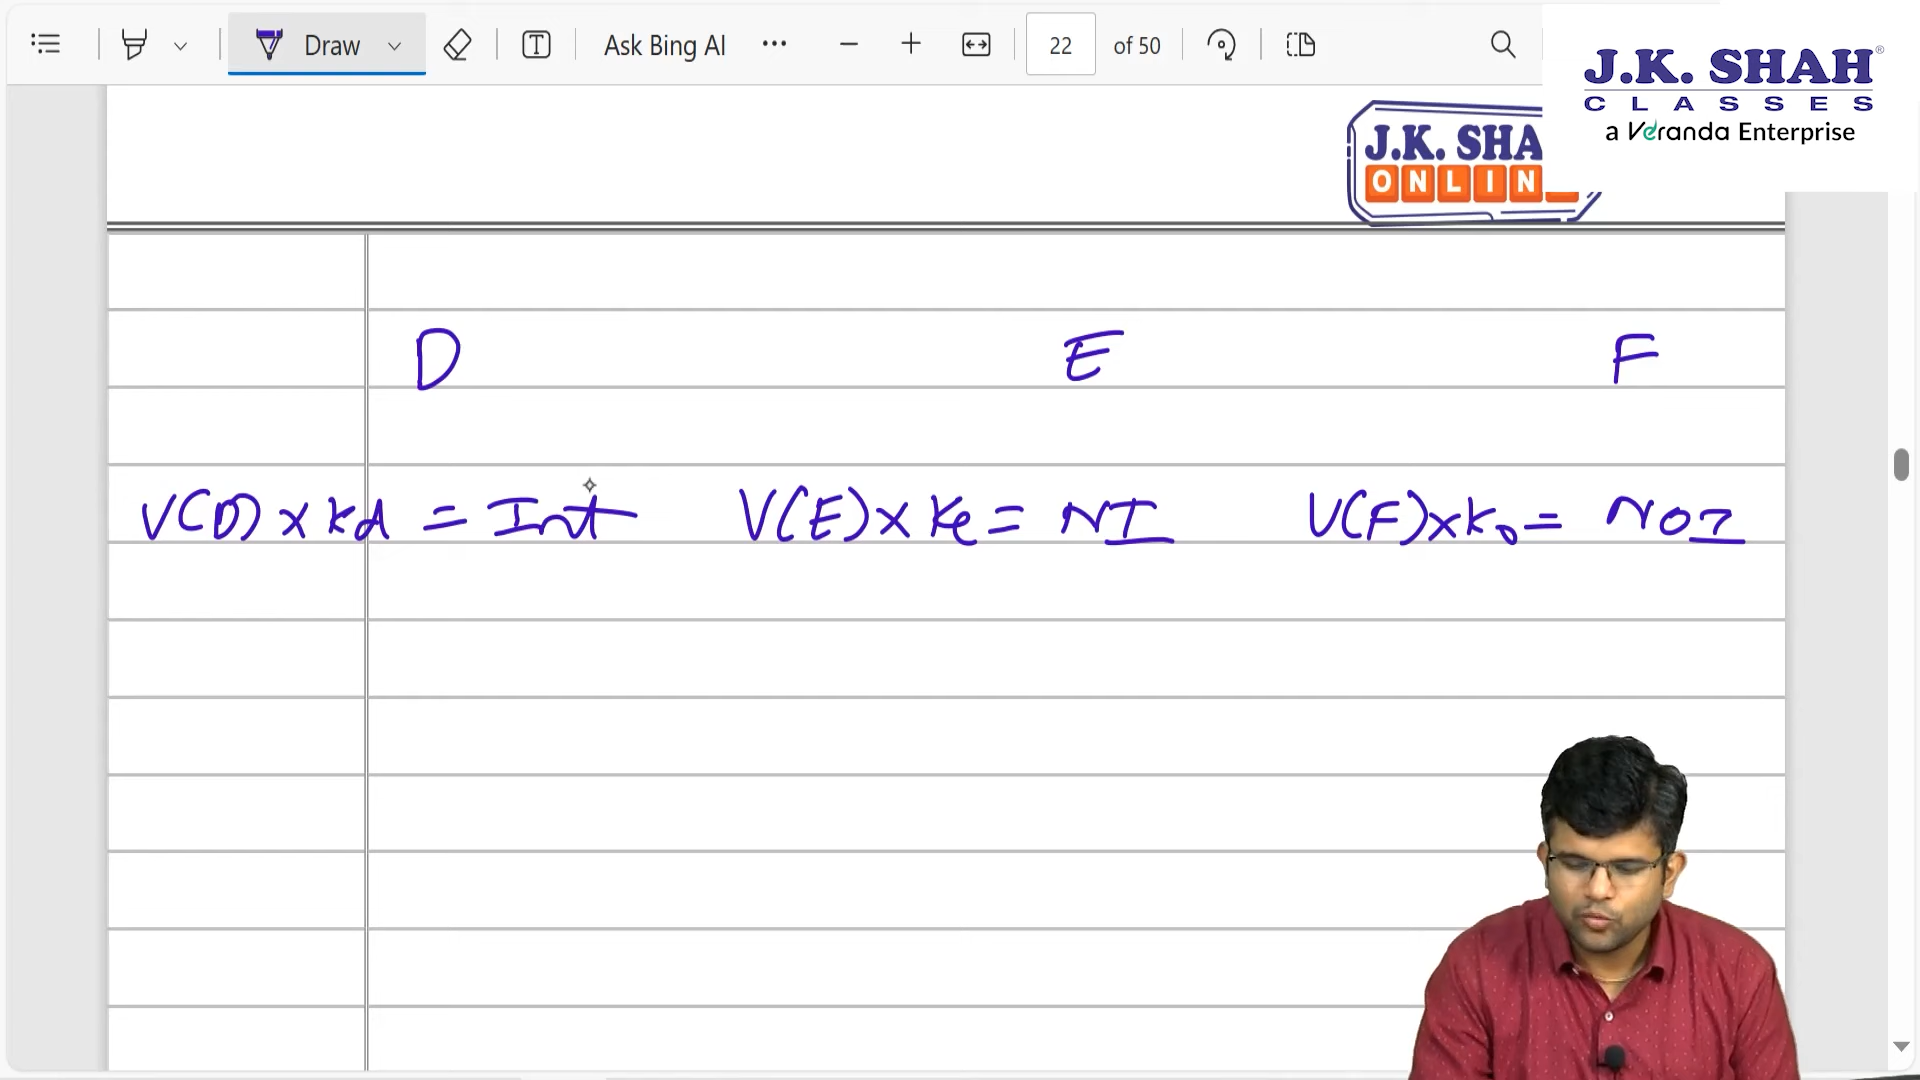 Draw
Ask Bing AI
22 of 50
J.K. SHAH®
CLASSES
a Veranda Enterprise
J.K. SHA
ONLIN
D E F
V(D) x kd = Int V(E) x Ke = NI V(F) x Ko = NOI